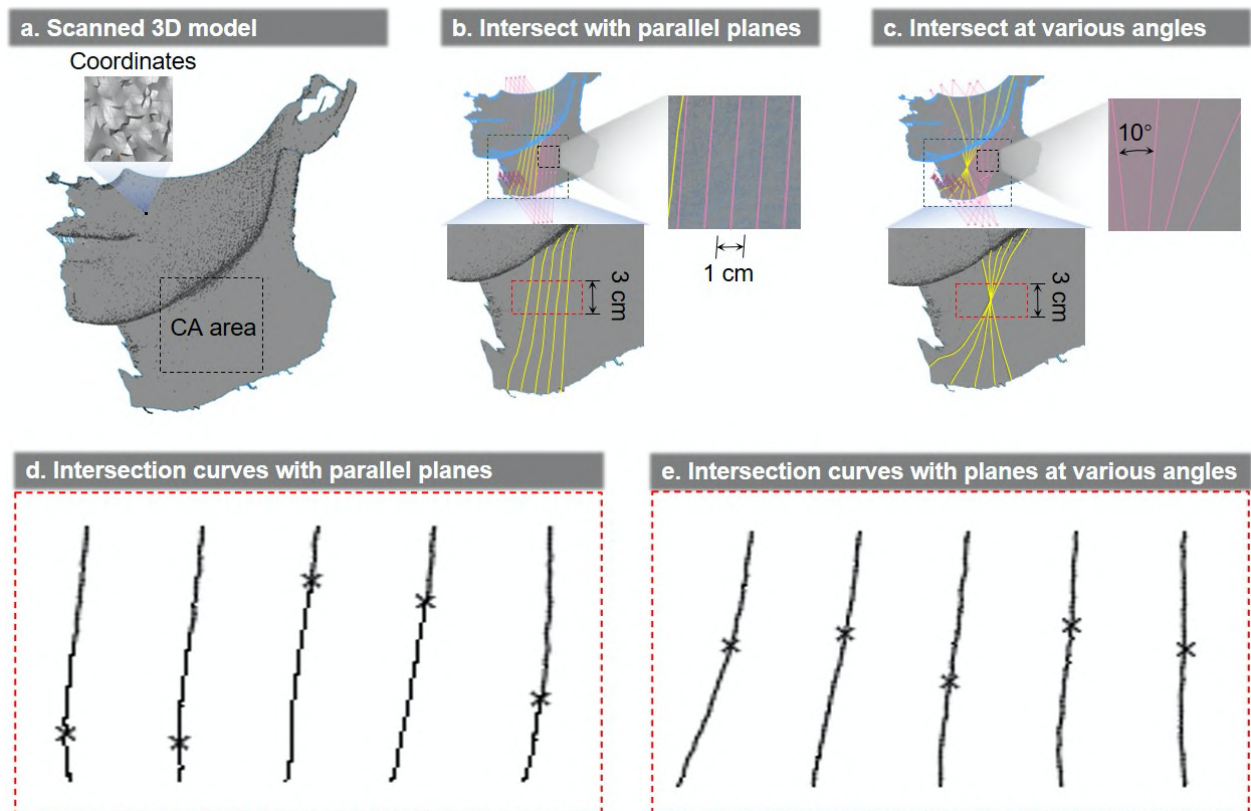 a. Scanned 3D model
Coordinates
CA area
b. Intersect with parallel planes
1 cm
3 cm
c. Intersect at various angles
10°
3 cm
d. Intersection curves with parallel planes
e. Intersection curves with planes at various angles